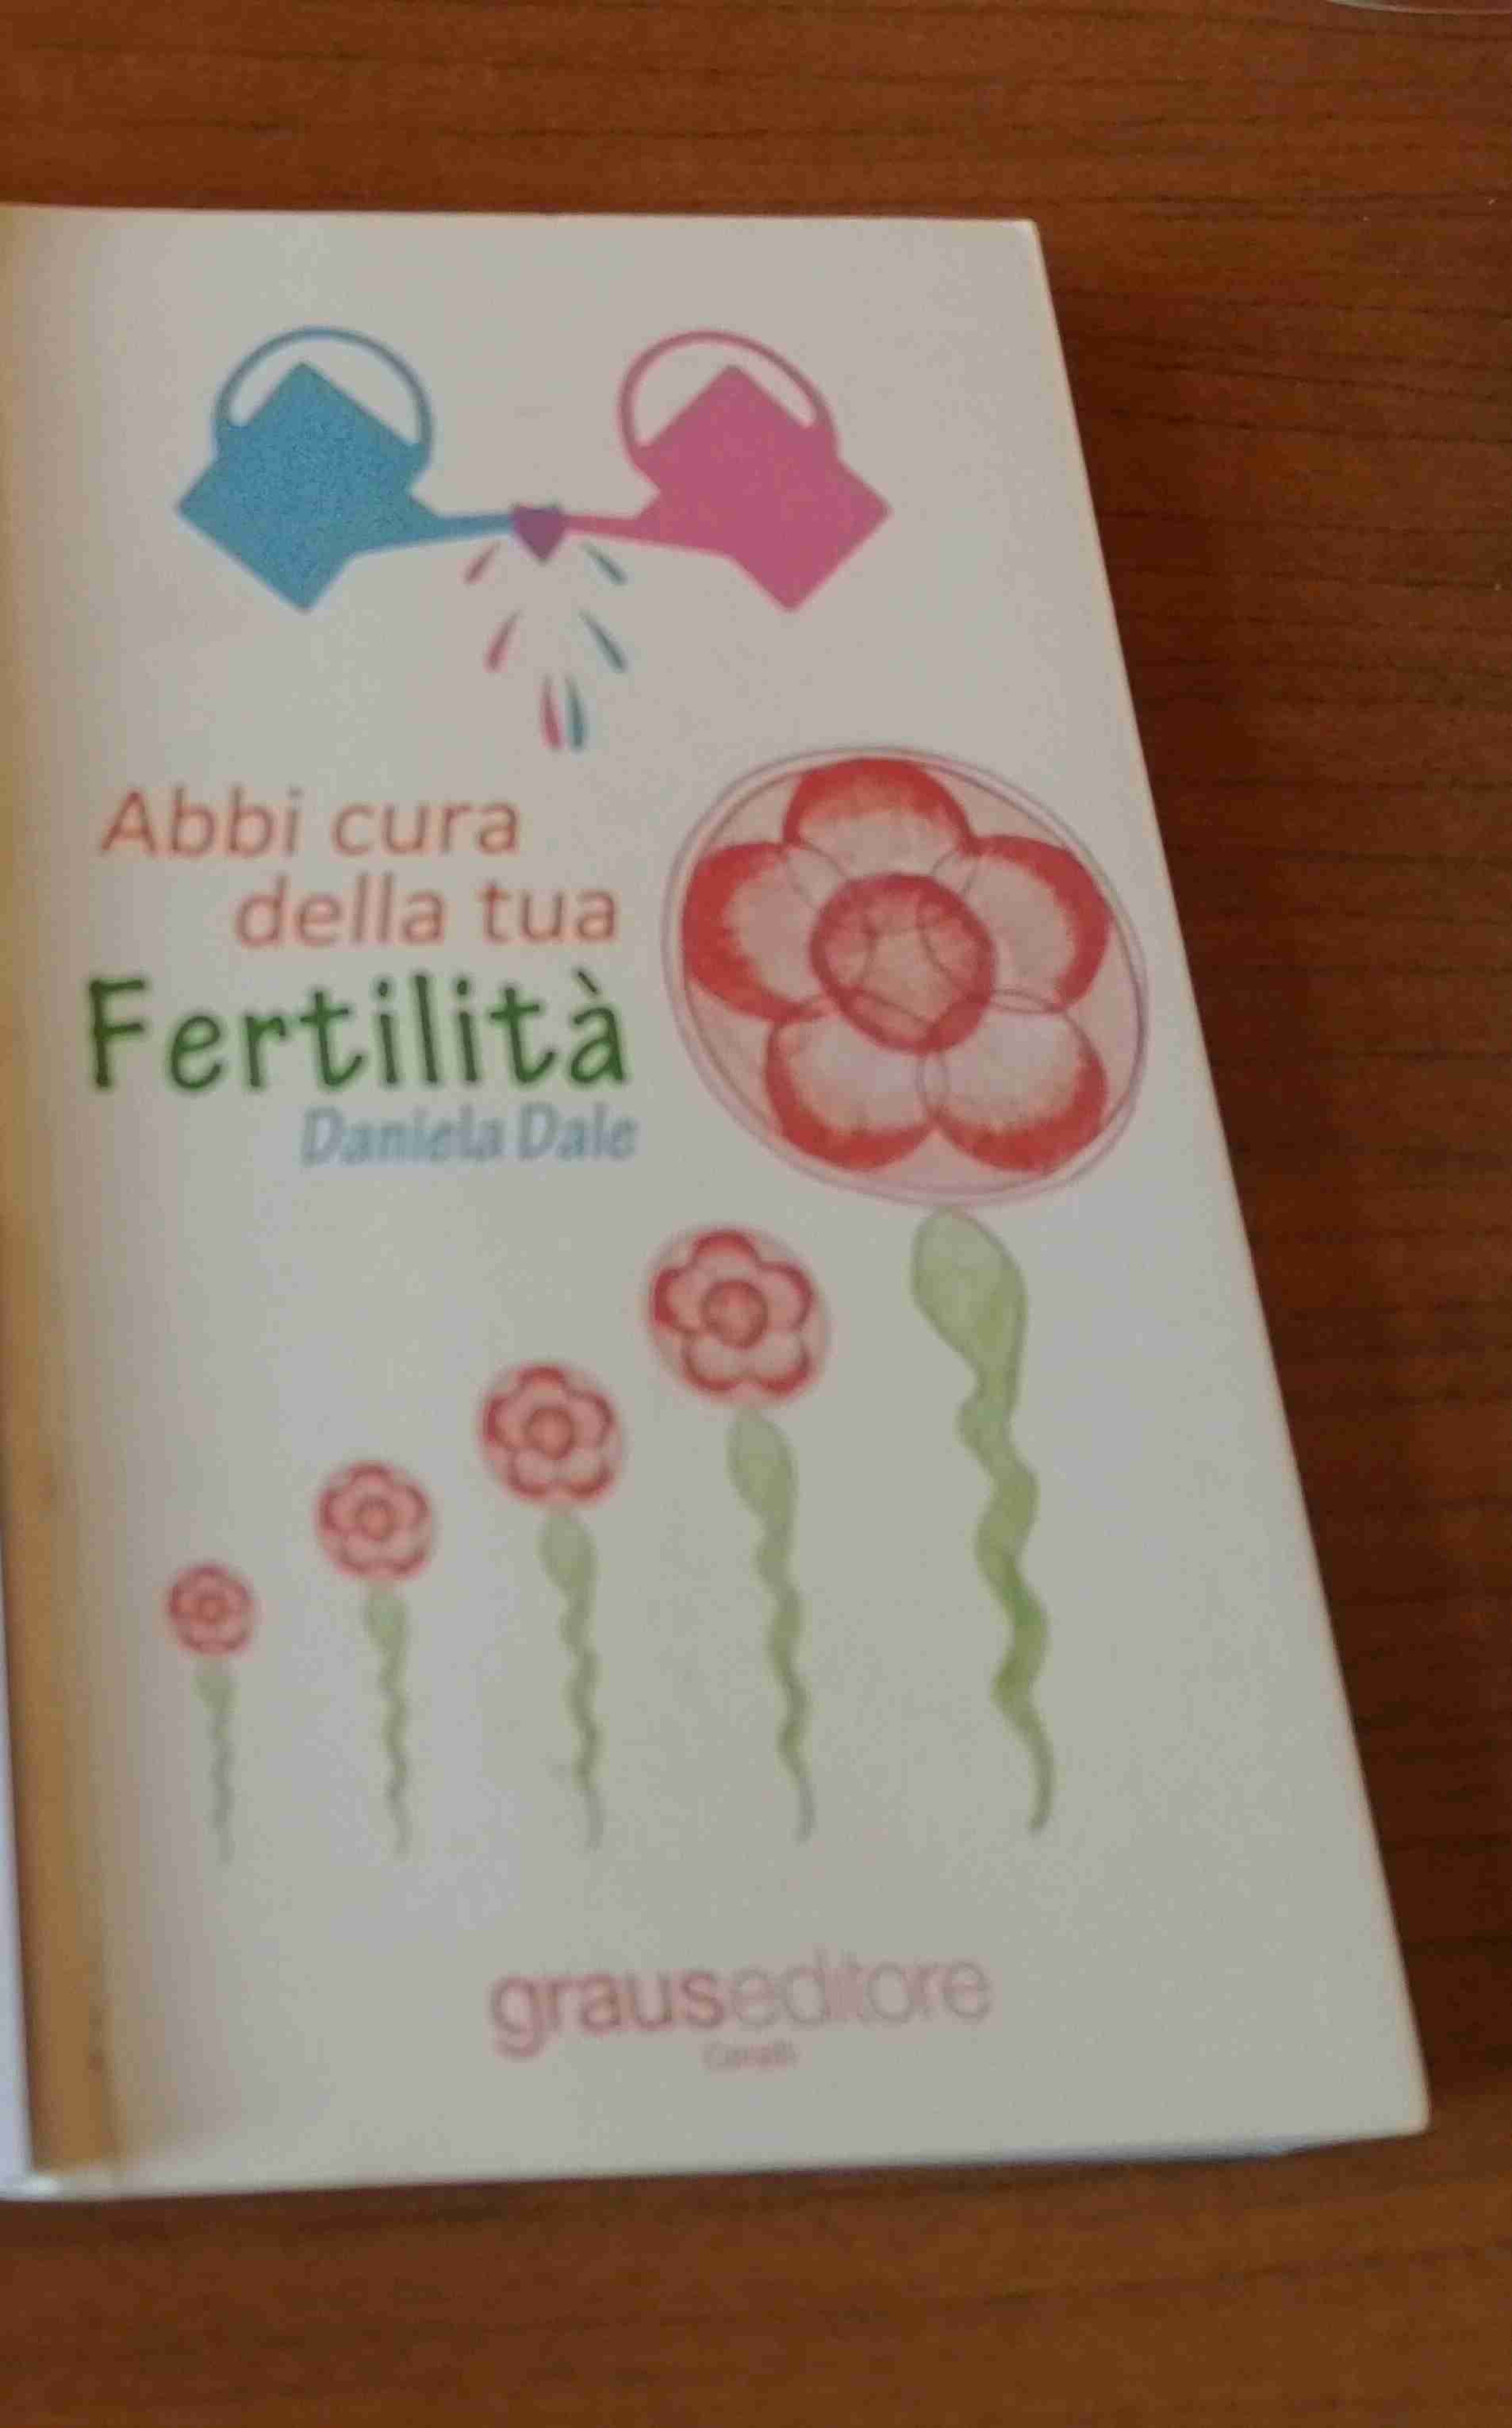 Abbi cura
della tua
Fertilità
Daniela Dale
grauseditore